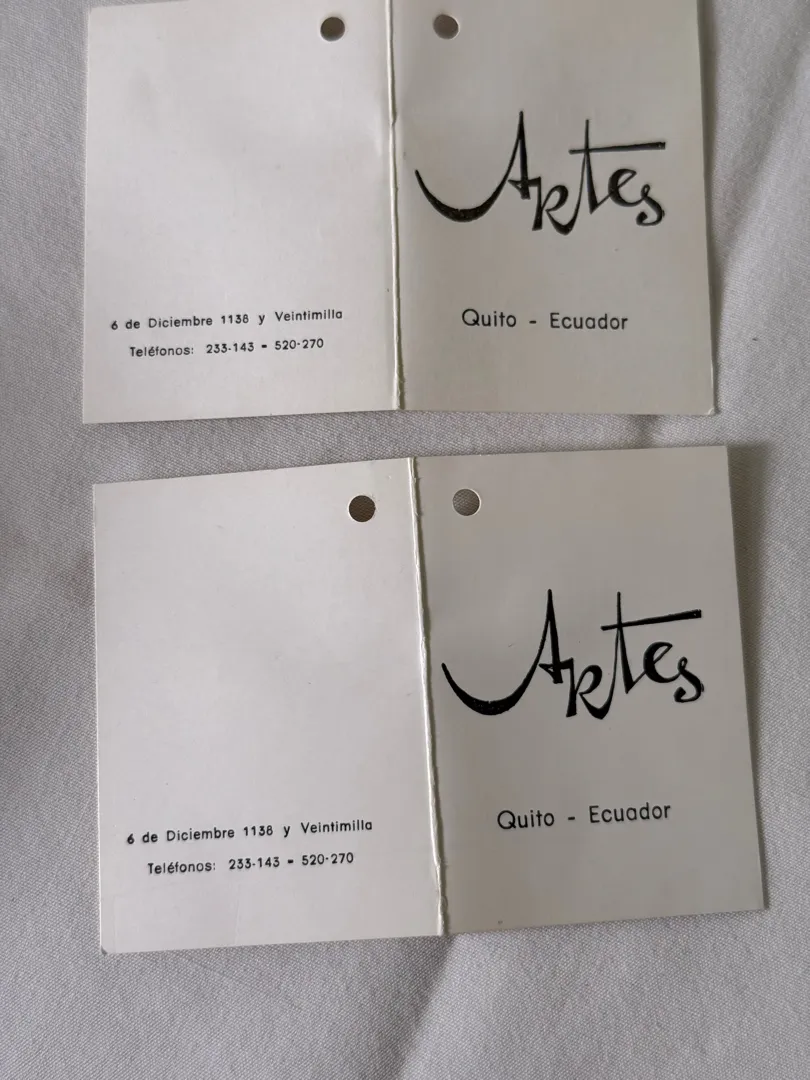 Artes
Quito - Ecuador
6 de Diciembre 1138 y Veintimilla
Teléfonos: 233-143 - 520-270
Artes
Quito - Ecuador
6 de Diciembre 1138 y Veintimilla
Teléfonos: 233-143 - 520-270